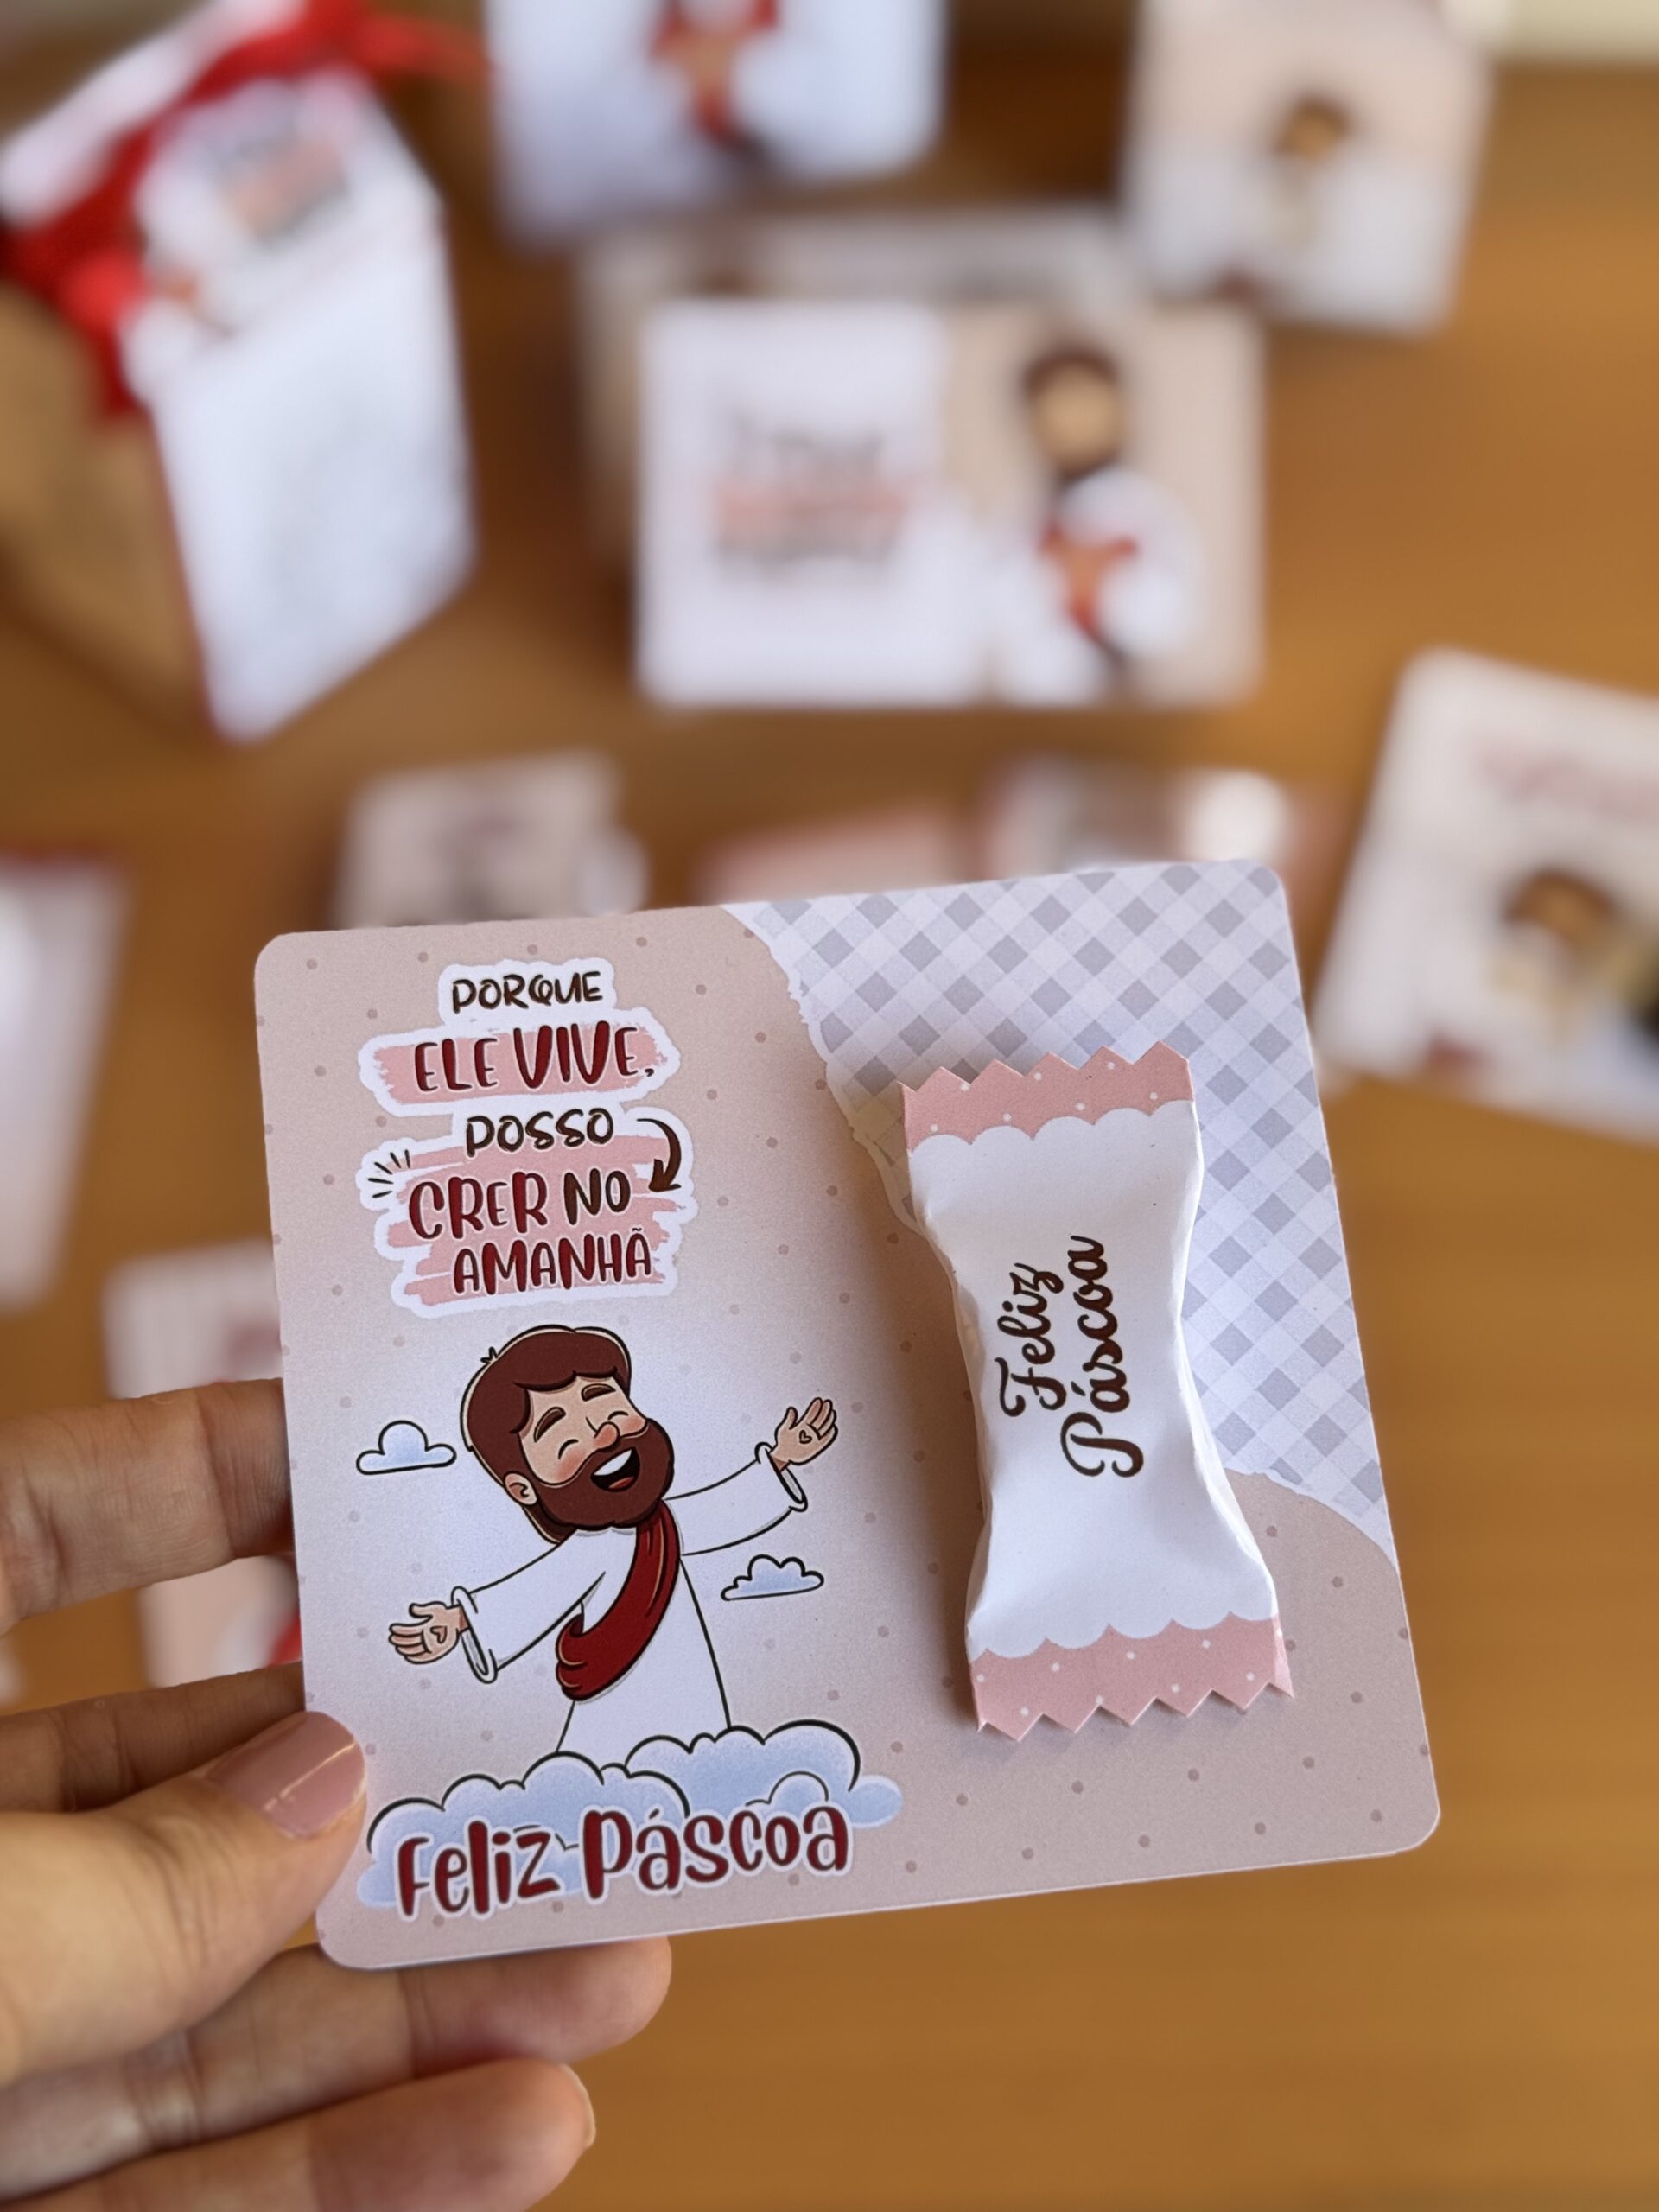 PORQUE
ELE VIVE,
POSSO
CRER NO
AMANHÃ
Feliz Páscoa
Feliz
Páscoa